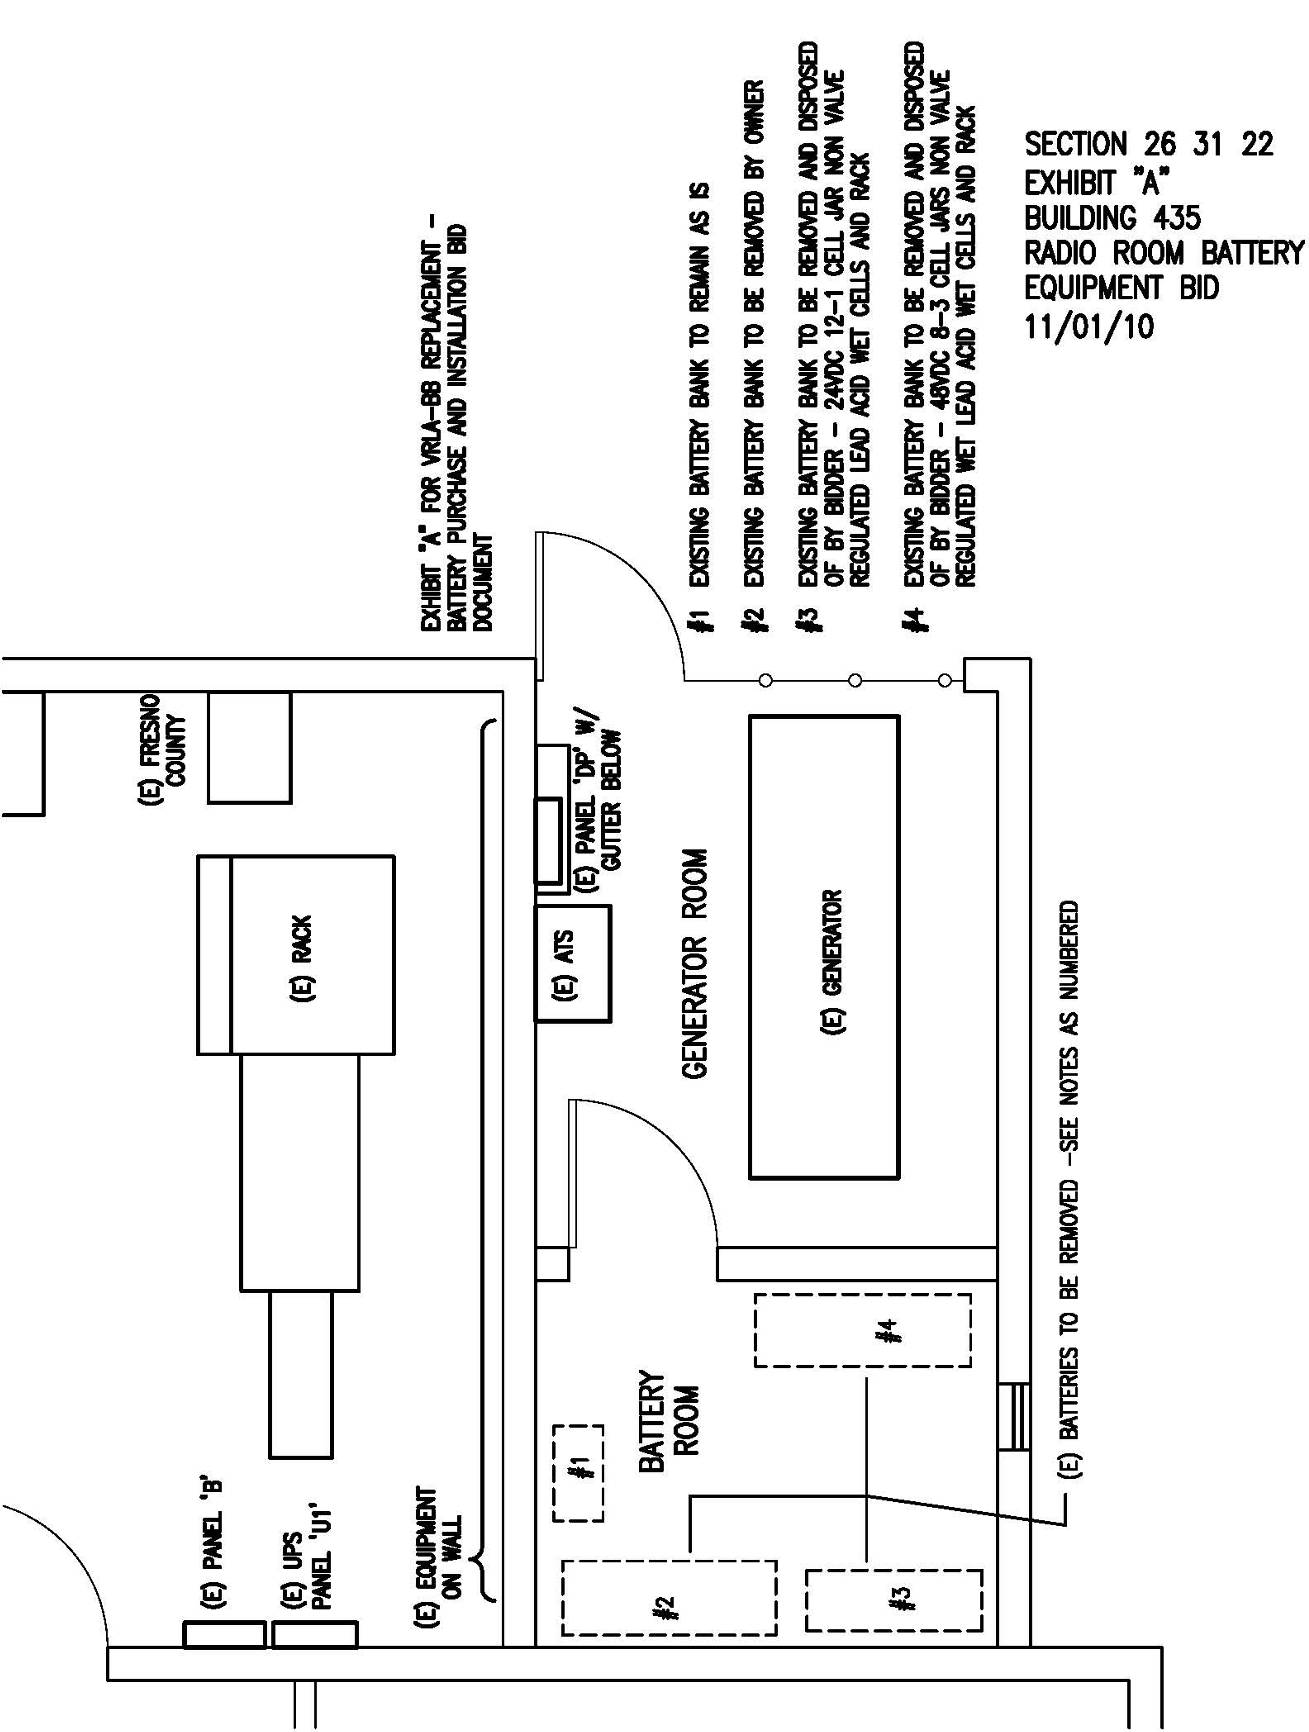 EXHIBIT "A" FOR VRLA-BB REPLACEMENT -
BATTERY PURCHASE AND INSTALLATION BID
DOCUMENT
#1 EXISTING BATTERY BANK TO REMAIN AS IS
#2 EXISTING BATTERY BANK TO BE REMOVED BY OWNER
#3 EXISTING BATTERY BANK TO BE REMOVED AND DISPOSED
OF BY BIDDER - 24VDC 12-1 CELL JAR NON VALVE
REGULATED LEAD ACID WET CELLS AND RACK
#4 EXISTING BATTERY BANK TO BE REMOVED AND DISPOSED
OF BY BIDDER - 48VDC 8-3 CELL JARS NON VALVE
REGULATED WET LEAD ACID WET CELLS AND RACK
SECTION 26 31 22
EXHIBIT "A"
BUILDING 435
RADIO ROOM BATTERY
EQUIPMENT BID
11/01/10
(E) FRESNO
COUNTY
(E) RACK
(E) PANEL 'DP' W/
GUTTER BELOW
(E) ATS
GENERATOR ROOM
(E) GENERATOR
(E) PANEL 'B'
(E) UPS
PANEL 'U1'
(E) EQUIPMENT
ON WALL
BATTERY
ROOM
#1
#2
#3
#4
(E) BATTERIES TO BE REMOVED -SEE NOTES AS NUMBERED